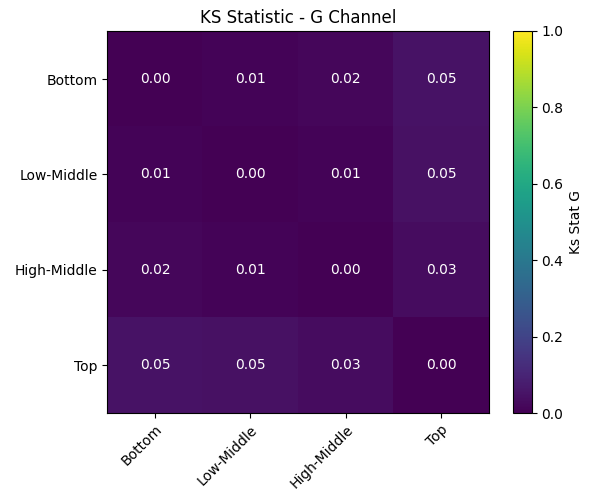 KS Statistic - G Channel
Bottom 0.00 0.01 0.02 0.05
Low-Middle 0.01 0.00 0.01 0.05
High-Middle 0.02 0.01 0.00 0.03
Top 0.05 0.05 0.03 0.00
Bottom Low-Middle High-Middle Top
1.0
0.8
0.6
0.4
0.2
0.0
Ks Stat G